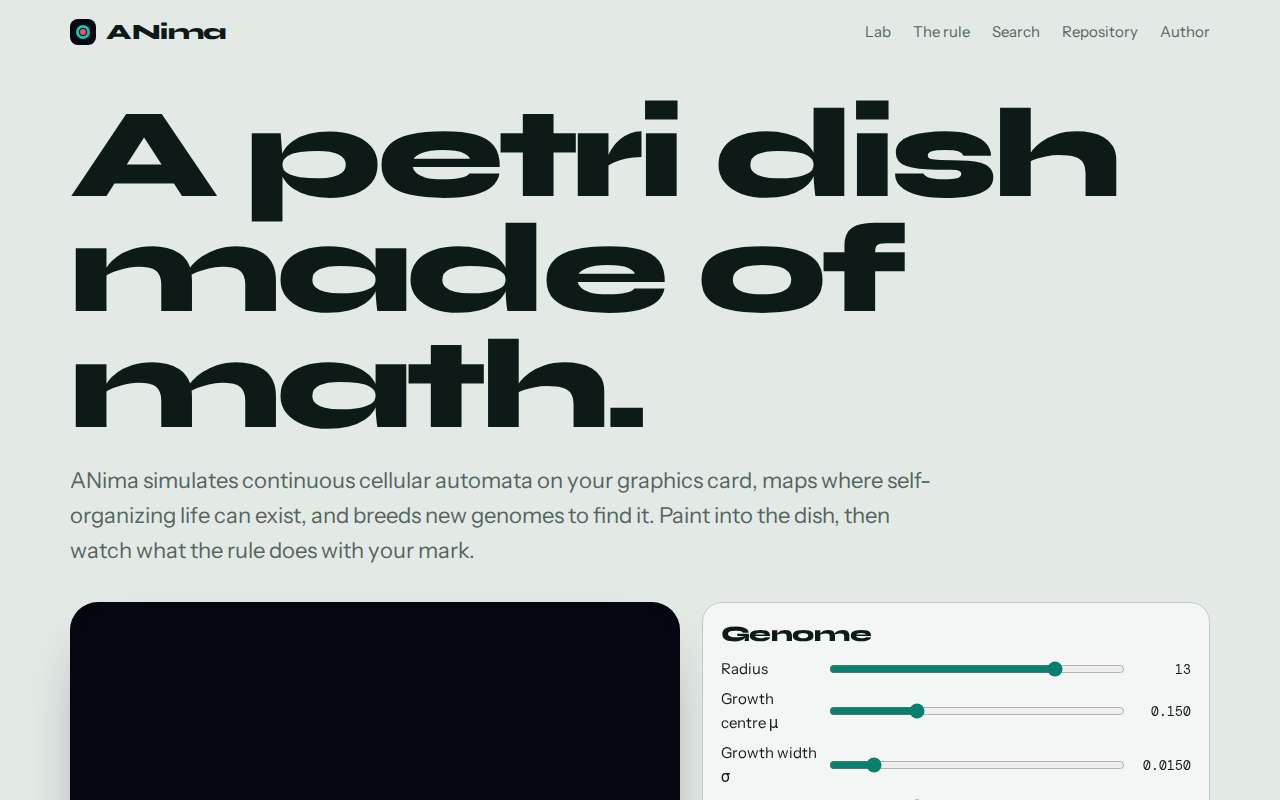 ANima
Lab The rule Search Repository Author
A petri dish
made of
math.
ANima simulates continuous cellular automata on your graphics card, maps where self-
organizing life can exist, and breeds new genomes to find it. Paint into the dish, then
watch what the rule does with your mark.
Genome
Radius 13
Growth
centre μ 0.150
Growth width
σ 0.0150